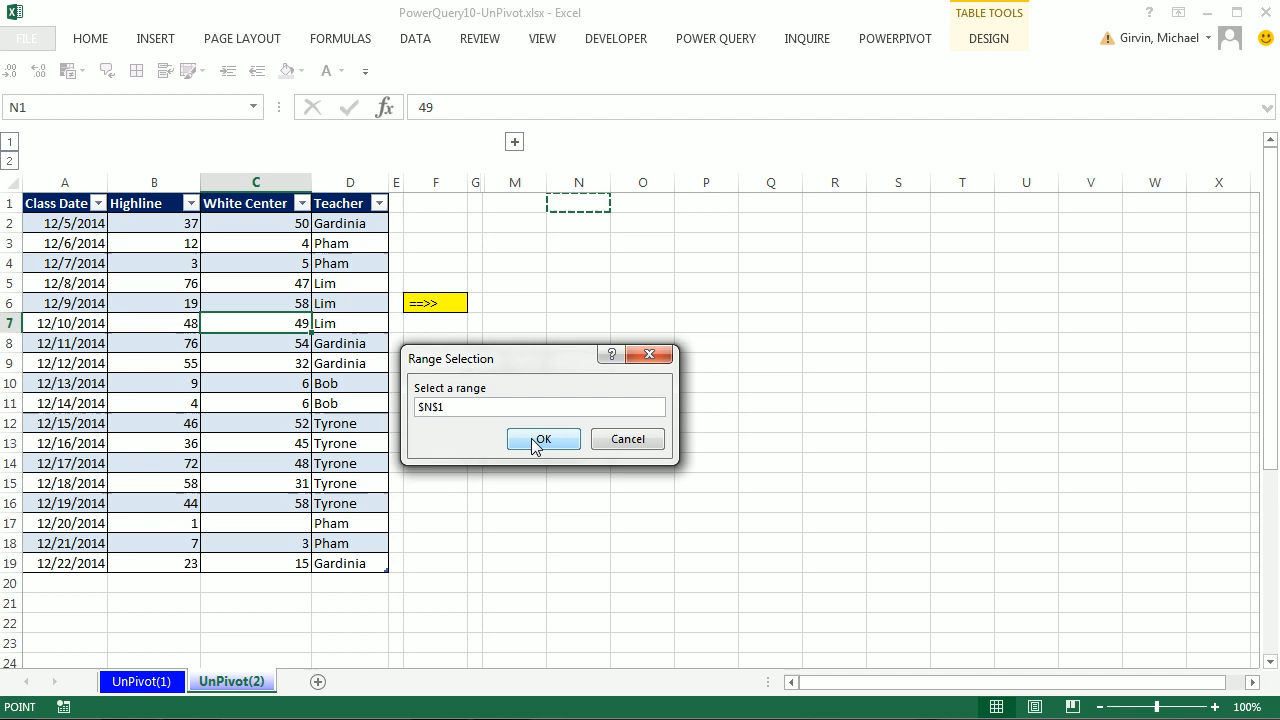 PowerQuery10-UnPivot.xlsx - Excel
TABLE TOOLS
FILE HOME INSERT PAGE LAYOUT FORMULAS DATA REVIEW VIEW DEVELOPER POWER QUERY INQUIRE POWERPIVOT DESIGN Girvin, Michael
N1 fx 49
1
2
A B C D E F G M N O P Q R S T U V W X
1 Class Date Highline White Center Teacher
2 12/5/2014 37 50 Gardinia
3 12/6/2014 12 4 Pham
4 12/7/2014 3 5 Pham
5 12/8/2014 76 47 Lim
6 12/9/2014 19 58 Lim ==>>
7 12/10/2014 48 49 Lim
8 12/11/2014 76 54 Gardinia
9 12/12/2014 55 32 Gardinia
10 12/13/2014 9 6 Bob
11 12/14/2014 4 6 Bob
12 12/15/2014 46 52 Tyrone
13 12/16/2014 36 45 Tyrone
14 12/17/2014 72 48 Tyrone
15 12/18/2014 58 31 Tyrone
16 12/19/2014 44 58 Tyrone
17 12/20/2014 1 Pham
18 12/21/2014 7 3 Pham
19 12/22/2014 23 15 Gardinia
20
21
22
23
24
Range Selection
Select a range
$N$1
OK Cancel
UnPivot(1) UnPivot(2)
POINT 100%